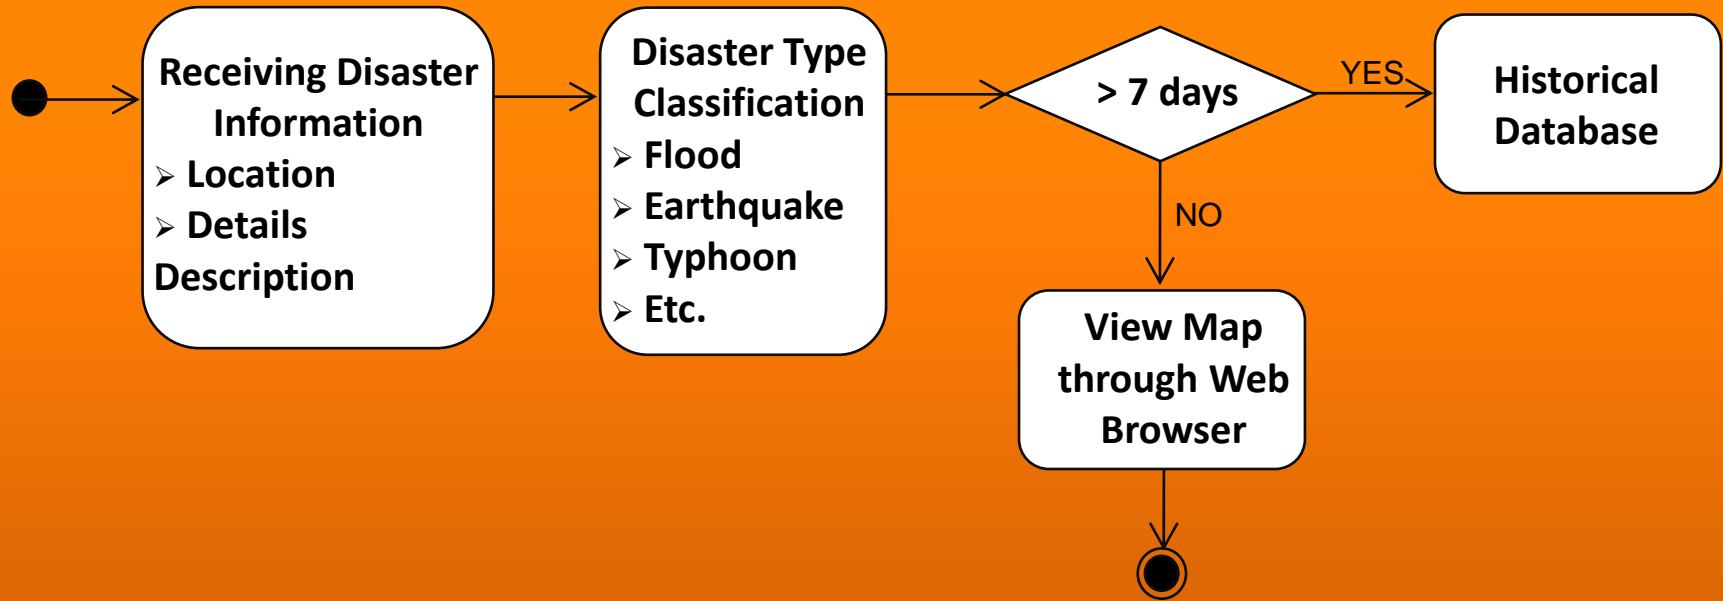 Receiving Disaster
Information
➢ Location
➢ Details
Description
Disaster Type
Classification
➢ Flood
➢ Earthquake
➢ Typhoon
➢ Etc.
> 7 days
YES
Historical
Database
NO
View Map
through Web
Browser